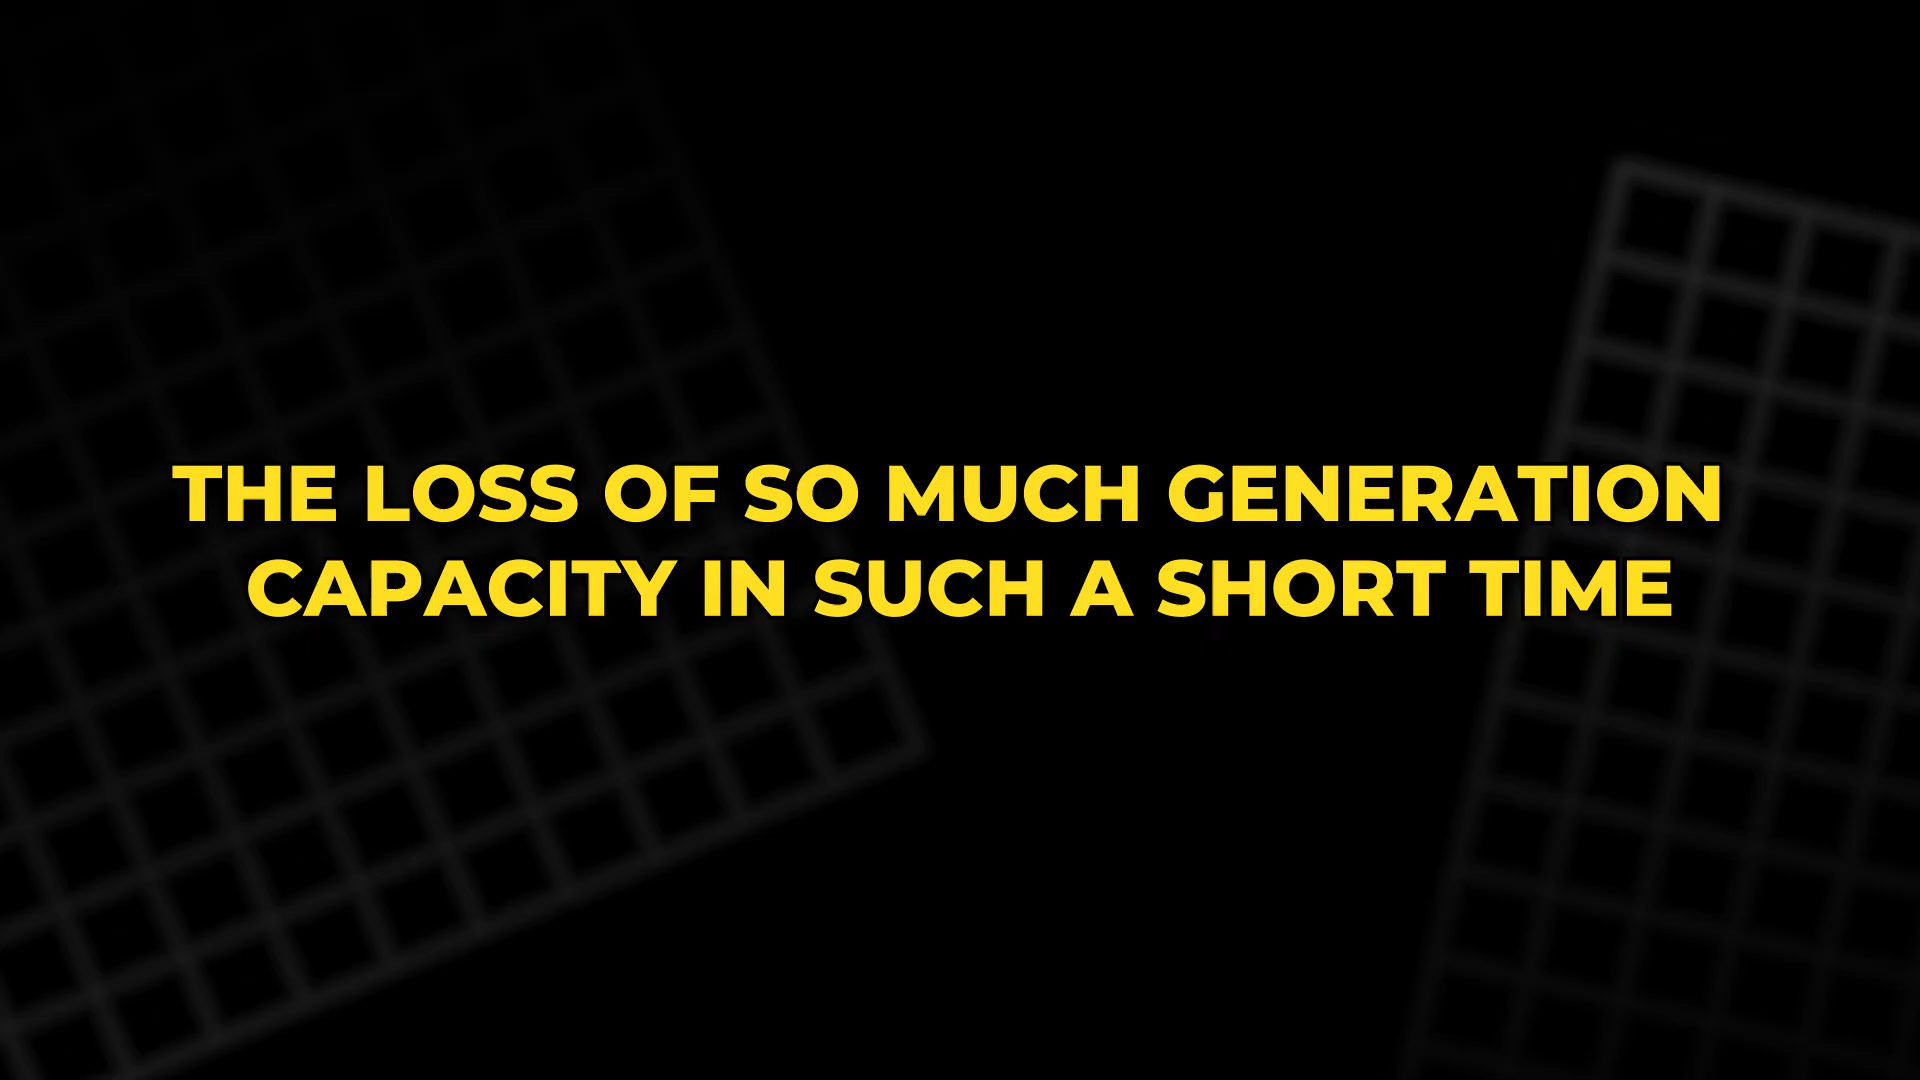 THE LOSS OF SO MUCH GENERATION
CAPACITY IN SUCH A SHORT TIME